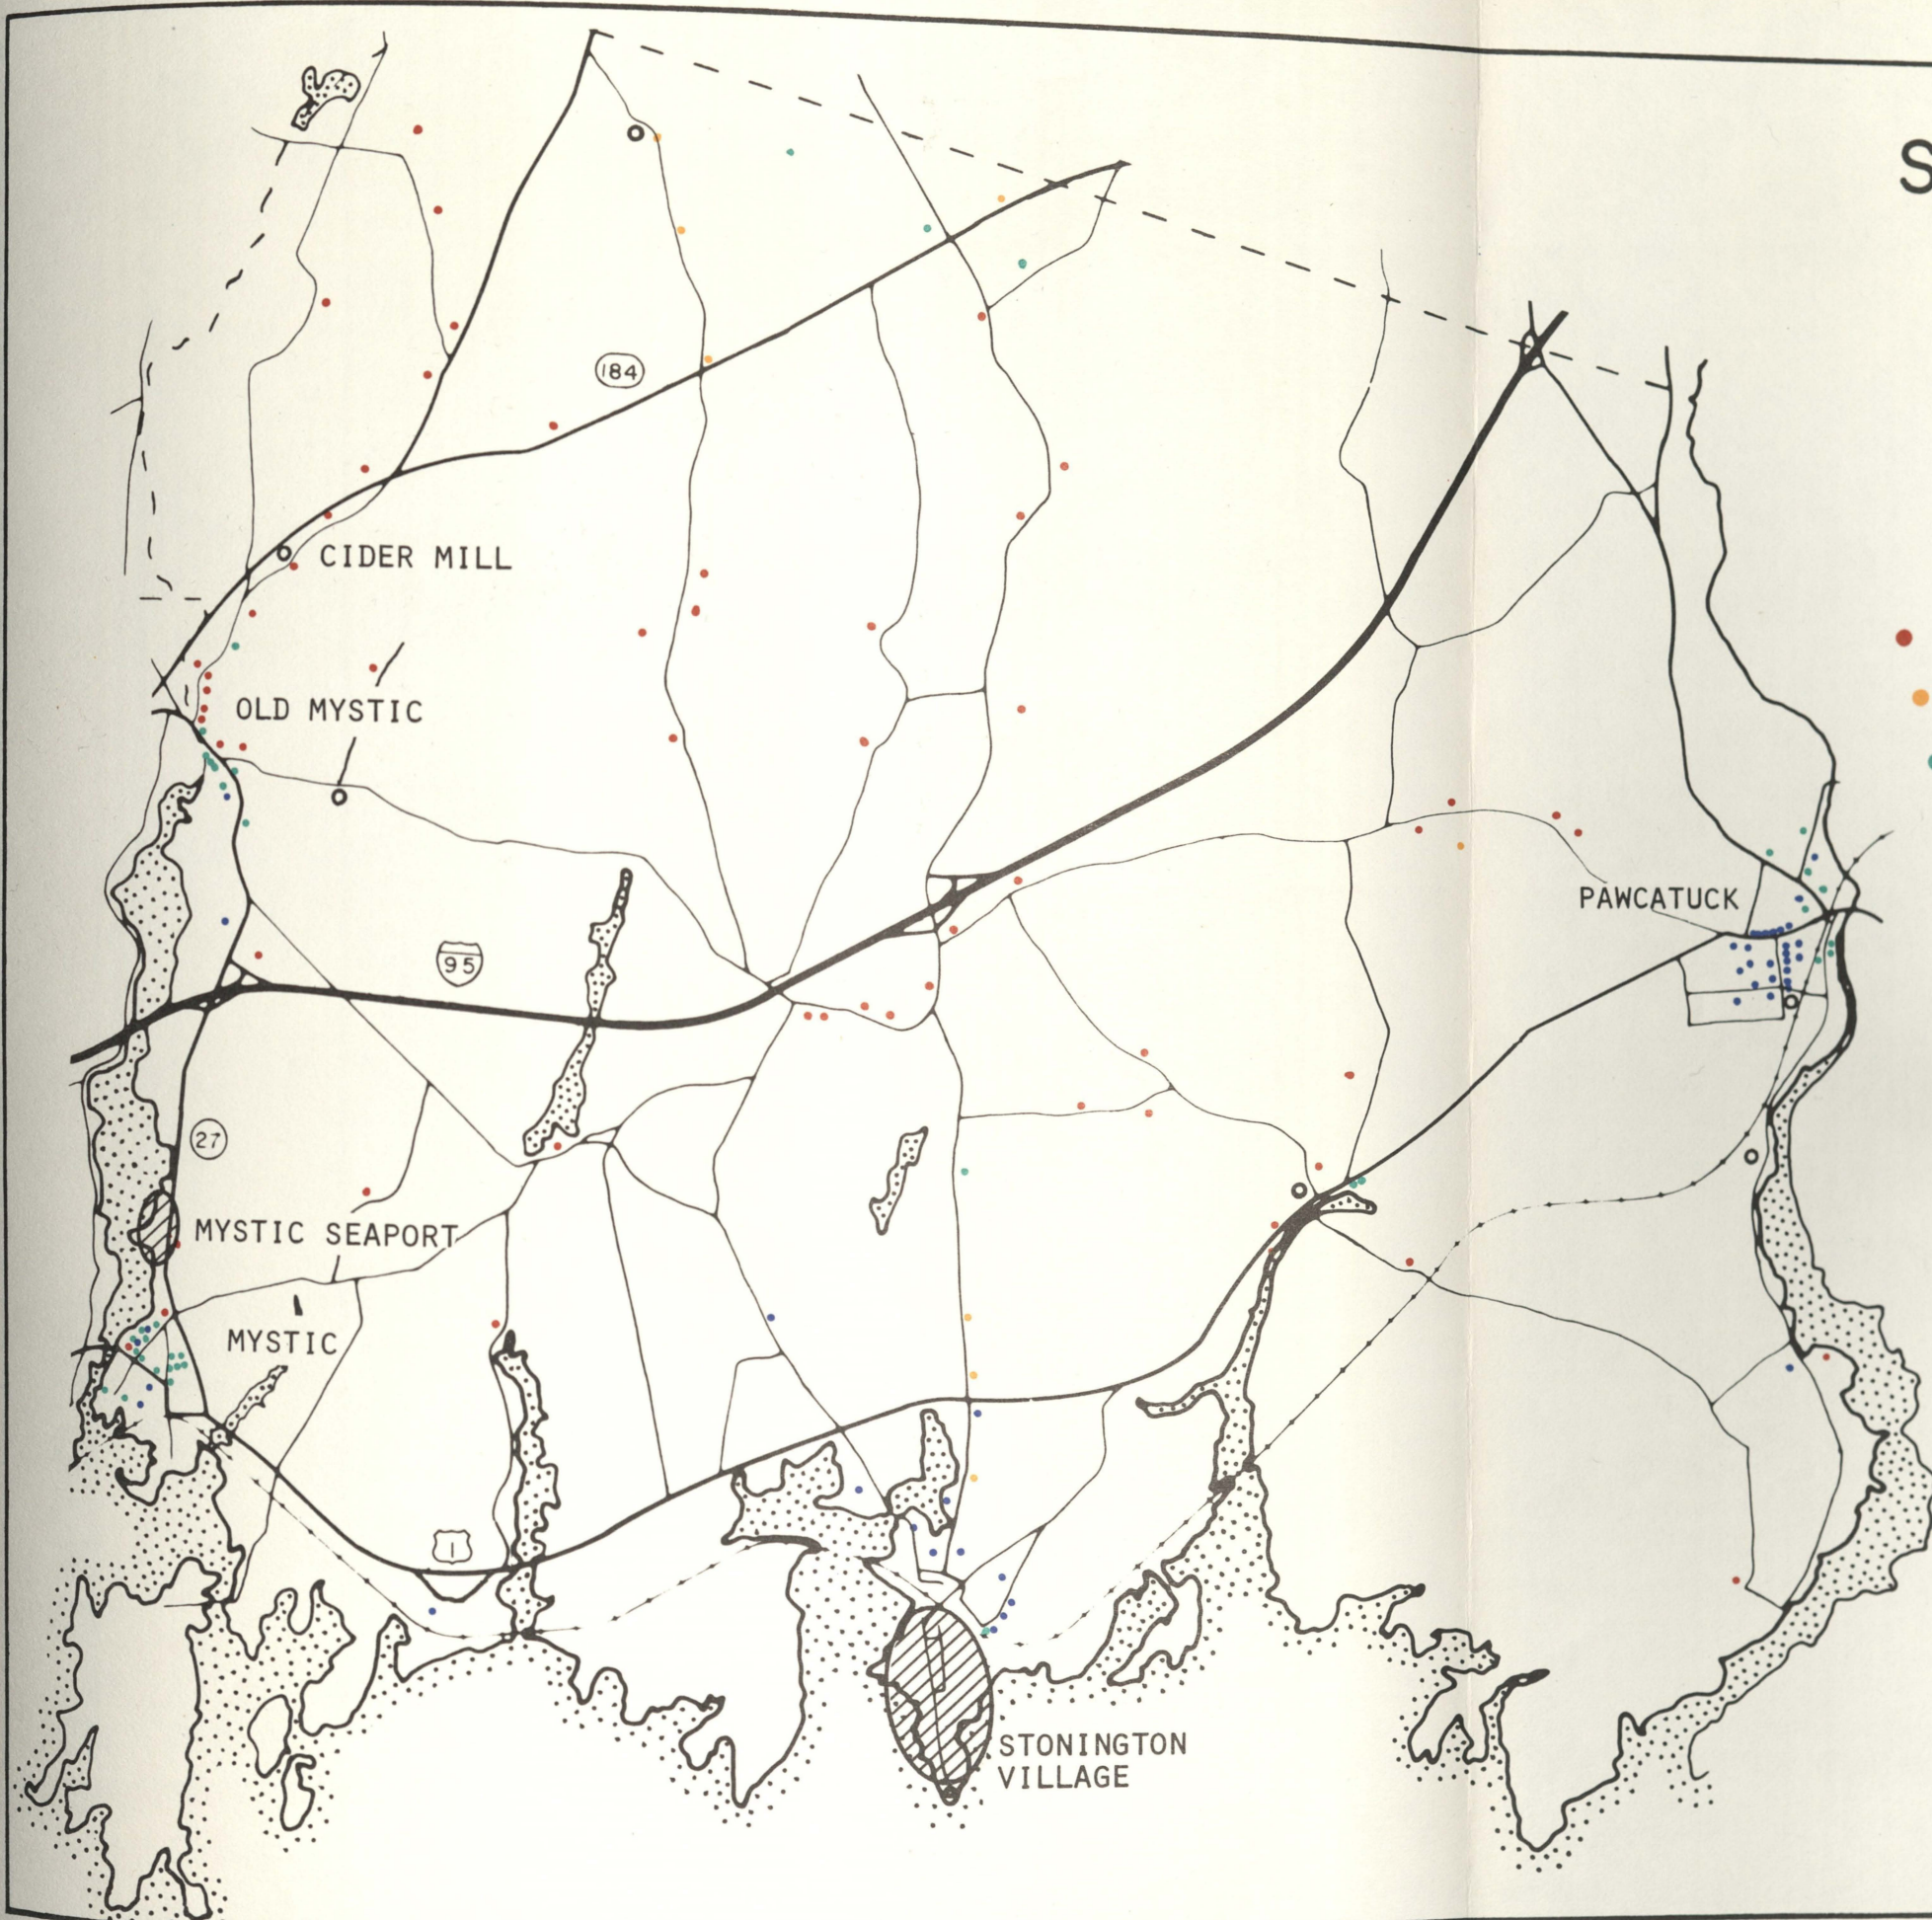 S
184
CIDER MILL
OLD MYSTIC
PAWCATUCK
95
27
MYSTIC SEAPORT
MYSTIC
1
STONINGTON
VILLAGE